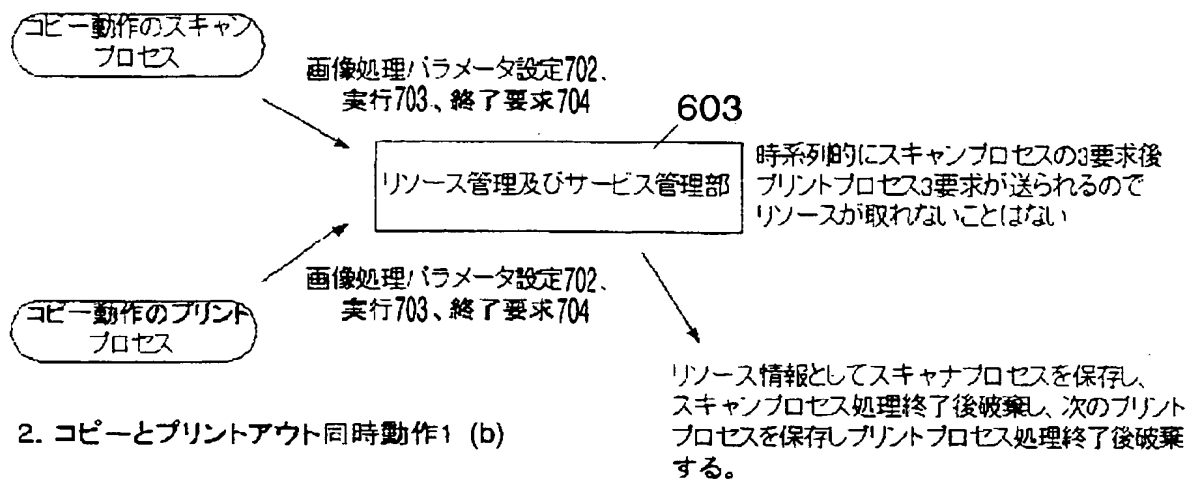 コピー動作のスキャン
プロセス
画像処理パラメータ設定702、
実行703、終了要求704
603
リソース管理及びサービス管理部
時系列的にスキャンプロセスの3要求後
プリントプロセス3要求が送られるので
リソースが取れないことはない
画像処理パラメータ設定702、
実行703、終了要求704
コピー動作のプリント
プロセス
リソース情報としてスキャナプロセスを保存し、
スキャンプロセス処理終了後破棄し、次のプリント
プロセスを保存しプリントプロセス処理終了後破棄
する。
2. コピーとプリントアウト同時動作1 (b)